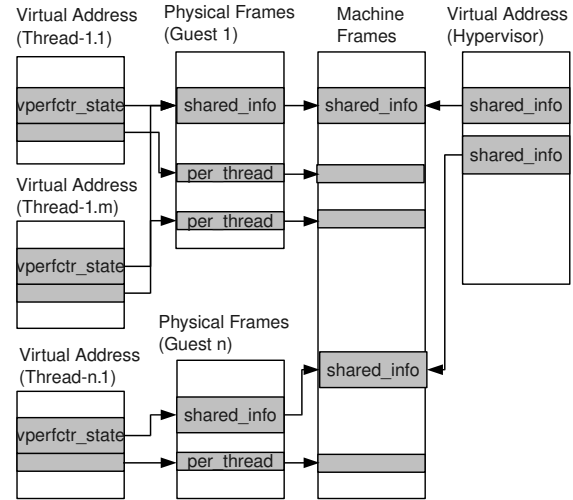 Virtual Address
(Thread-1.1)
Physical Frames
(Guest 1)
Machine
Frames
Virtual Address
(Hypervisor)
vperfctr_state
shared_info
shared_info
shared_info
shared_info
per_thread
per_thread
Virtual Address
(Thread-1.m)
vperfctr_state
Physical Frames
(Guest n)
Virtual Address
(Thread-n.1)
shared_info
shared_info
vperfctr_state
per_thread